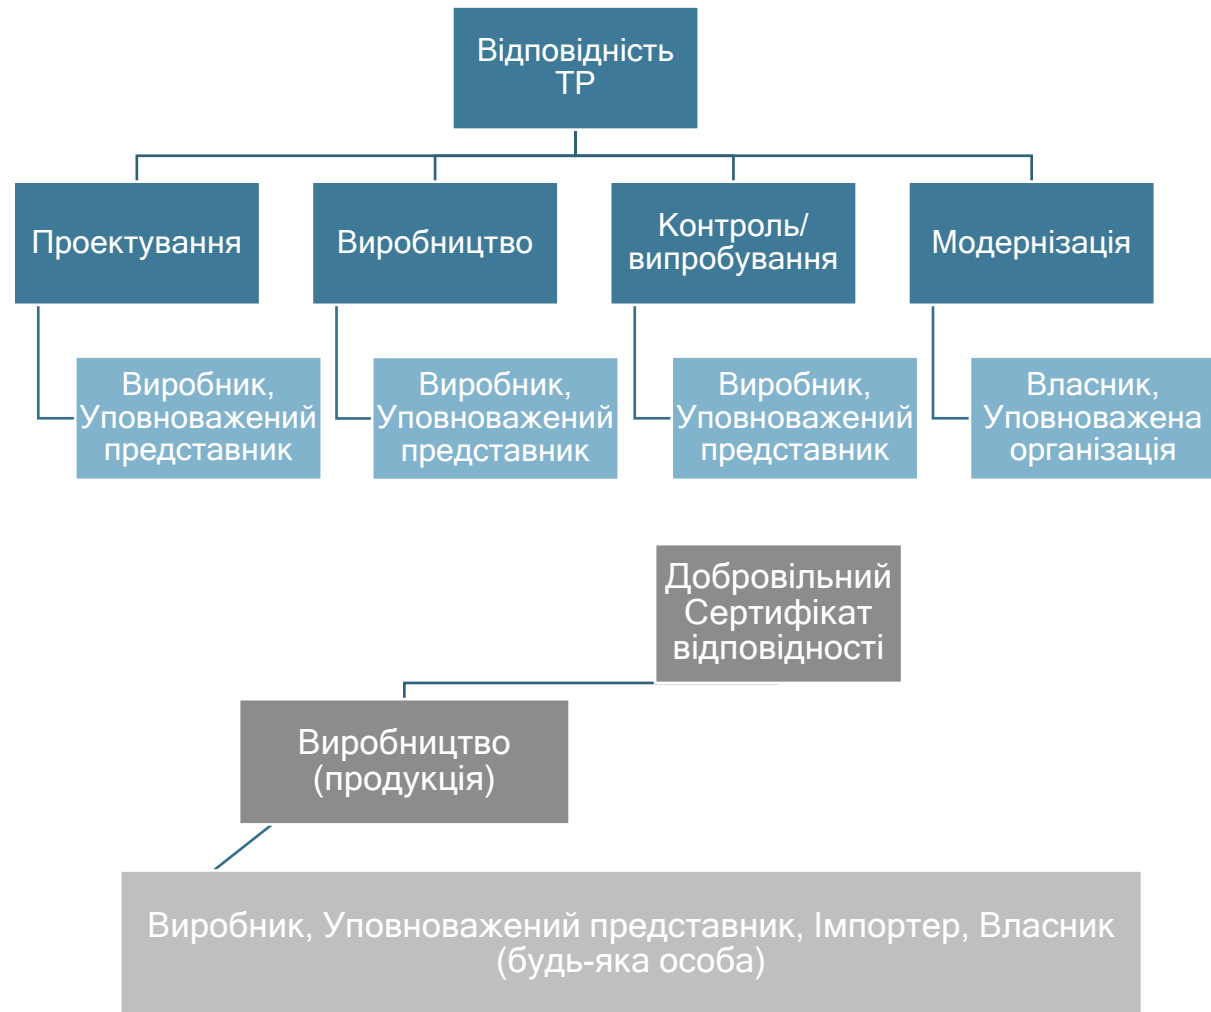 Відповідність
ТР
Проектування
Виробництво
Контроль/
випробування
Модернізація
Виробник,
Уповноважений
представник
Виробник,
Уповноважений
представник
Виробник,
Уповноважений
представник
Власник,
Уповноважена
організація
Добровільний
Сертифікат
відповідності
Виробництво
(продукція)
Виробник, Уповноважений представник, Імпортер, Власник
(будь-яка особа)